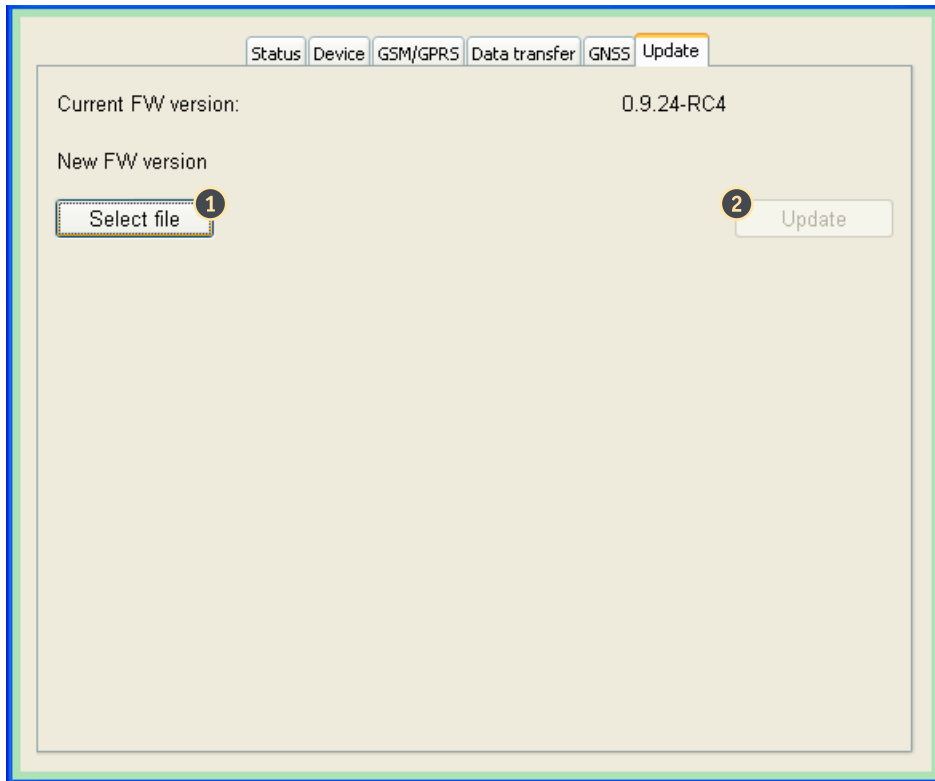 Status Device GSM/GPRS Data transfer GNSS Update
Current FW version: 0.9.24-RC4
New FW version
Select file 1 2 Update